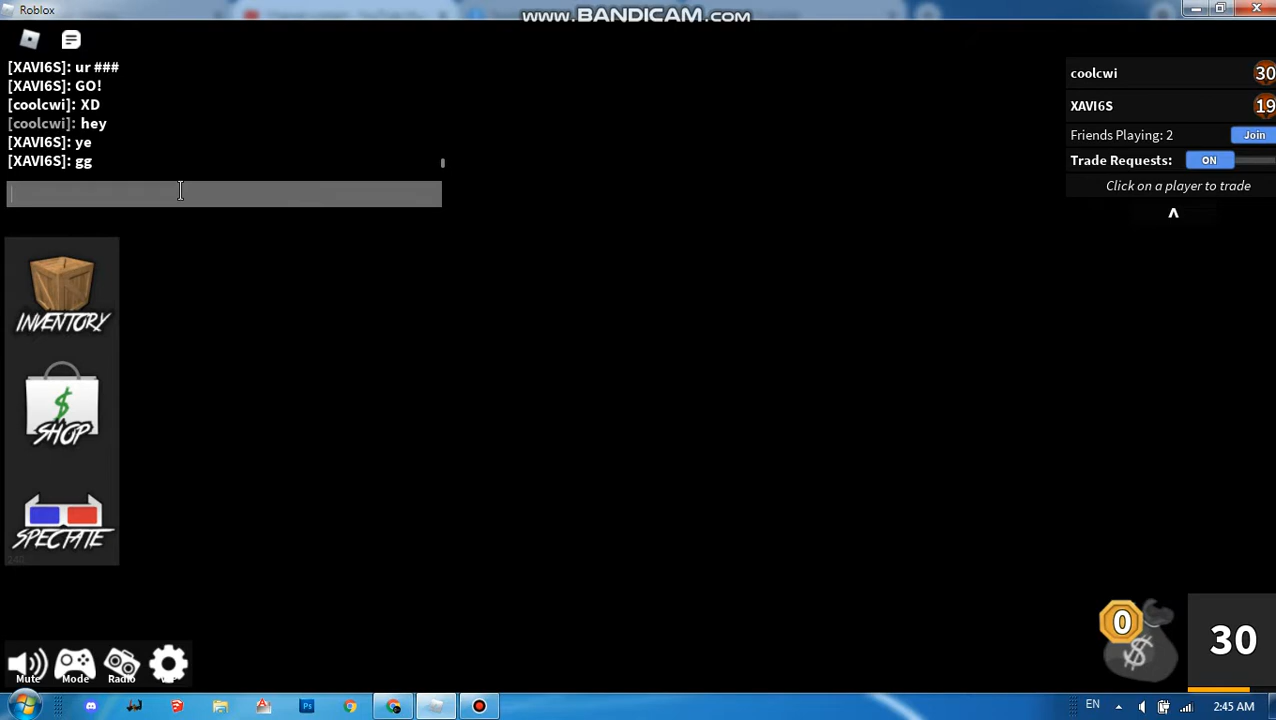 Roblox
www.BANDICAM.com
[XAVI6S]: ur ###
[XAVI6S]: GO!
[coolcwi]: XD
[coolcwi]: hey
[XAVI6S]: ye
[XAVI6S]: gg
coolcwi 30
XAVI6S 19
Friends Playing: 2 Join
Trade Requests: ON
Click on a player to trade
^
INVENTORY
$
SHOP
SPECTATE
0
$
30
Mute Mode Radio
Ps
EN 2:45 AM